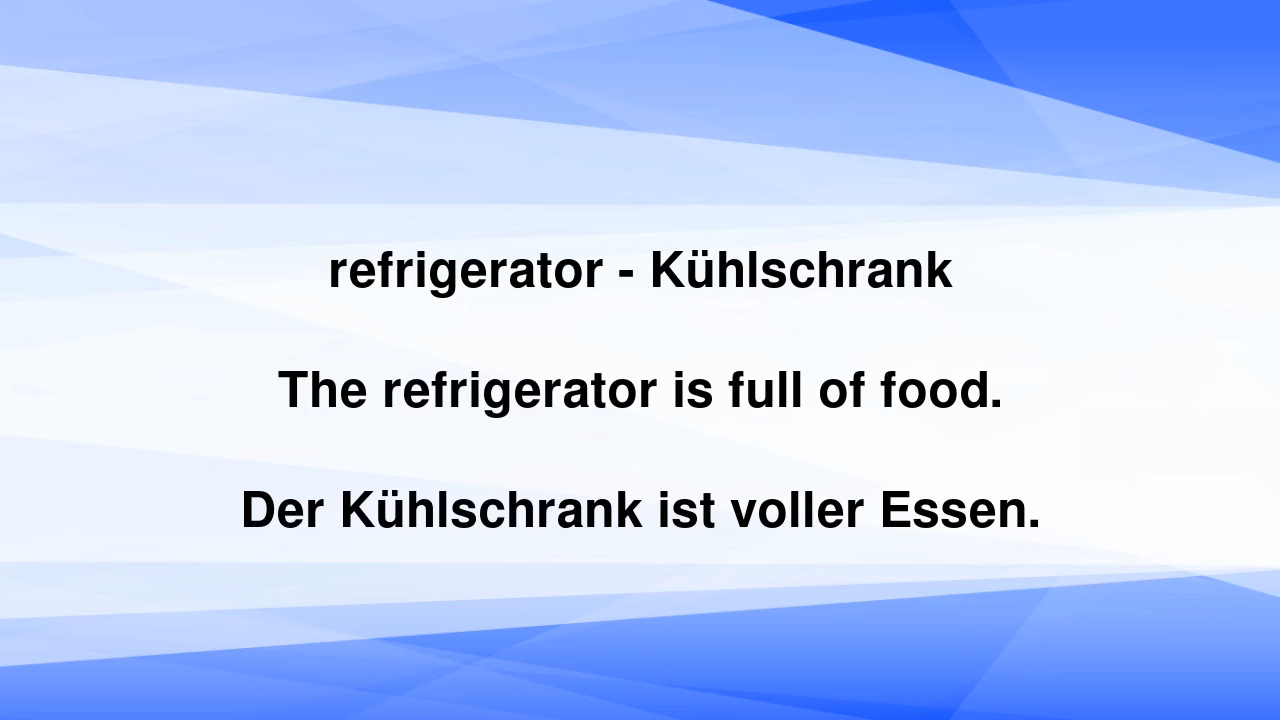 refrigerator - Kühlschrank
The refrigerator is full of food.
Der Kühlschrank ist voller Essen.